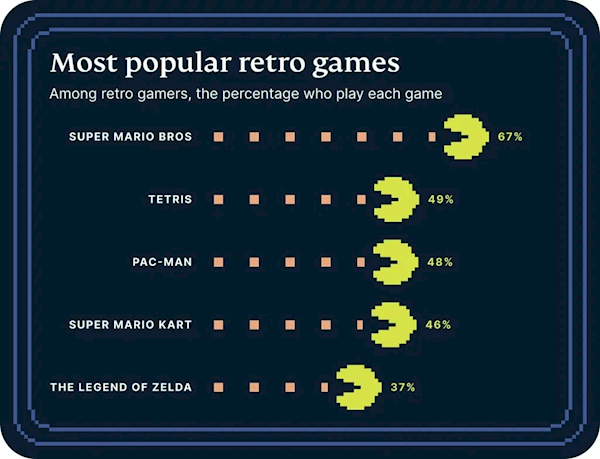 Most popular retro games
Among retro gamers, the percentage who play each game
SUPER MARIO BROS 67%
TETRIS 49%
PAC-MAN 48%
SUPER MARIO KART 46%
THE LEGEND OF ZELDA 37%